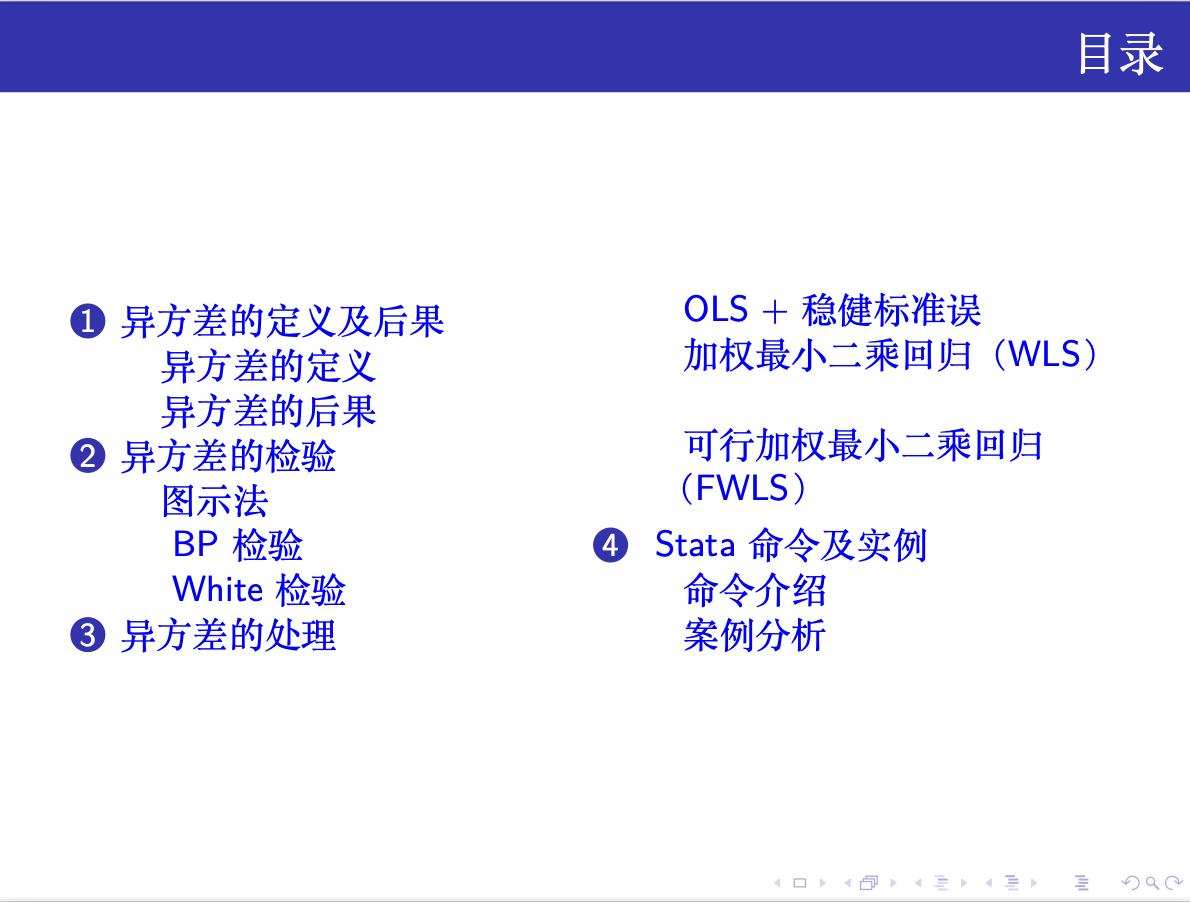 目录
1 异方差的定义及后果
异方差的定义
异方差的后果
2 异方差的检验
图示法
BP 检验
White 检验
3 异方差的处理
OLS + 稳健标准误
加权最小二乘回归（WLS）
可行加权最小二乘回归
（FWLS）
4 Stata 命令及实例
命令介绍
案例分析